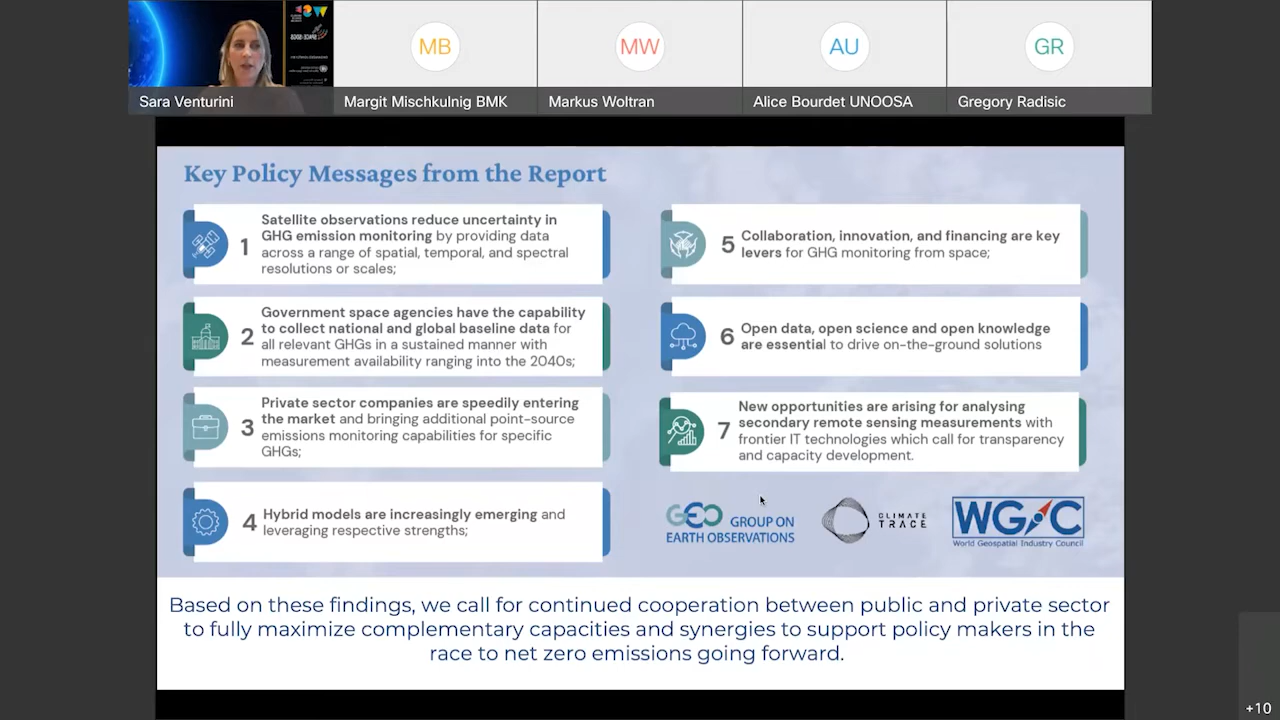 MB
MW
AU
GR
Sara Venturini
Margit Mischkulnig BMK
Markus Woltran
Alice Bourdet UNOOSA
Gregory Radisic
Key Policy Messages from the Report
1
Satellite observations reduce uncertainty in
GHG emission monitoring by providing data
across a range of spatial, temporal, and spectral
resolutions or scales;
2
Government space agencies have the capability
to collect national and global baseline data for
all relevant GHGs in a sustained manner with
measurement availability ranging into the 2040s;
3
Private sector companies are speedily entering
the market and bringing additional point-source
emissions monitoring capabilities for specific
GHGs;
4
Hybrid models are increasingly emerging and
leveraging respective strengths;
5
Collaboration, innovation, and financing are key
levers for GHG monitoring from space;
6
Open data, open science and open knowledge
are essential to drive on-the-ground solutions
7
New opportunities are arising for analysing
secondary remote sensing measurements with
frontier IT technologies which call for transparency
and capacity development.
GEO GROUP ON
EARTH OBSERVATIONS
CLIMATE
TRACE
WGIC
World Geospatial Industry Council
Based on these findings, we call for continued cooperation between public and private sector
to fully maximize complementary capacities and synergies to support policy makers in the
race to net zero emissions going forward.
+10